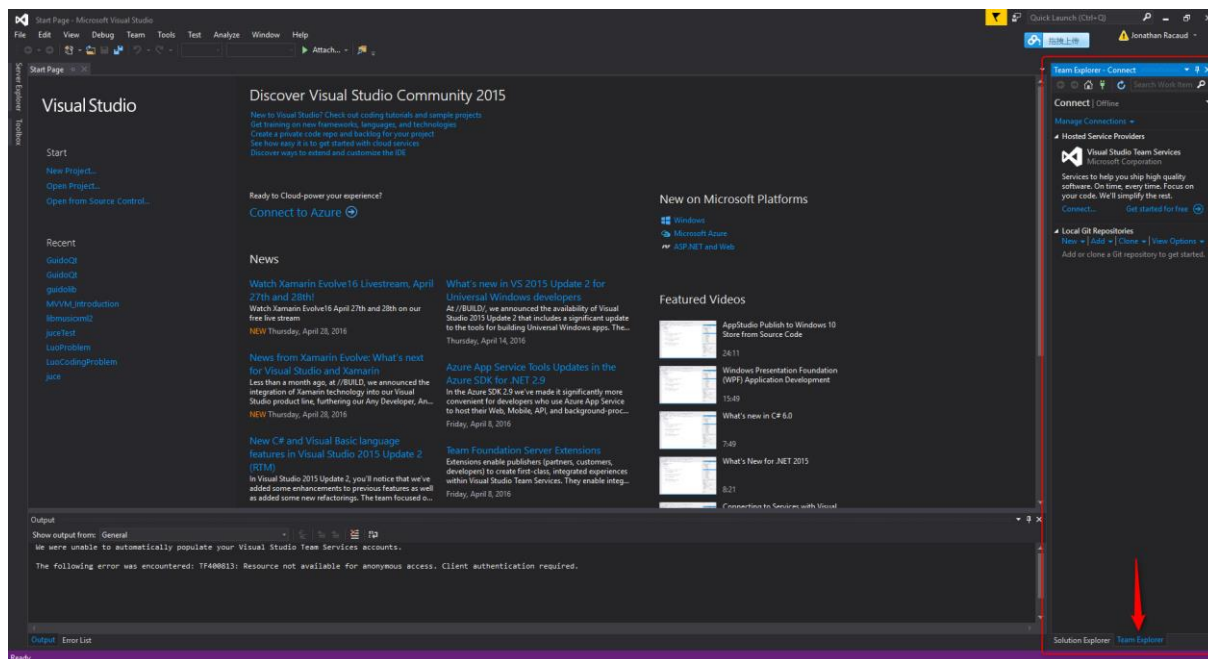 Start Page - Microsoft Visual Studio
Quick Launch (Ctrl+Q)
File Edit View Debug Team Tools Test Analyze Window Help
Jonathan Racaud
Attach...
拖拽上传
Server Explorer
Toolbox
Start Page
Visual Studio
Start
New Project...
Open Project...
Open from Source Control...
Recent
GuidoQt
GuidoQt
guidolib
MVVM_Introduction
libmusicxml2
juceTest
LuoProblem
LuoCodingProblem
juce
Discover Visual Studio Community 2015
New to Visual Studio? Check out coding tutorials and sample projects
Get training on new frameworks, languages, and technologies
Create a private code repo and backlog for your project
See how easy it is to get started with cloud services
Discover ways to extend and customize the IDE
Ready to Cloud-power your experience?
Connect to Azure
News
Watch Xamarin Evolve16 Livestream, April
27th and 28th!
Watch Xamarin Evolve16 April 27th and 28th on our
free live stream
NEW Thursday, April 28, 2016
News from Xamarin Evolve: What's next
for Visual Studio and Xamarin
Less than a month ago, at //BUILD, we announced the
integration of Xamarin technology into our Visual
Studio product line, furthering our Any Developer, An...
NEW Thursday, April 28, 2016
New C# and Visual Basic language
features in Visual Studio 2015 Update 2
(RTM)
In Visual Studio 2015 Update 2, you'll notice that we've
added some enhancements to previous features as well
as added some new refactorings. The team focused o...
What's new in VS 2015 Update 2 for
Universal Windows developers
At //BUILD/, we announced the availability of Visual
Studio 2015 Update 2 that includes a significant update
to the tools for building Universal Windows apps. The...
Thursday, April 14, 2016
Azure App Service Tools Updates in the
Azure SDK for .NET 2.9
In the Azure SDK 2.9 we've made it significantly more
convenient for developers who use Azure App Service
to host their Web, Mobile, API, and background-proc...
Friday, April 8, 2016
Team Foundation Server Extensions
Extensions enable publishers (partners, customers,
developers) to create first-class, integrated experiences
within Visual Studio Team Services. They enable integ...
Friday, April 8, 2016
New on Microsoft Platforms
Windows
Microsoft Azure
ASP.NET and Web
Featured Videos
AppStudio Publish to Windows 10
Store from Source Code
24:11
Windows Presentation Foundation
(WPF) Application Development
15:49
What's new in C# 6.0
7:49
What's New for .NET 2015
8:21
Connecting to Services with Visual
Team Explorer - Connect
Search Work Item
Connect | Offline
Manage Connections
Hosted Service Providers
Visual Studio Team Services
Microsoft Corporation
Services to help you ship high quality
software. On time, every time. Focus on
your code. We'll simplify the rest.
Connect... Get started for free
Local Git Repositories
New | Add | Clone | View Options
Add or clone a Git repository to get started.
Output
Show output from: General
We were unable to automatically populate your Visual Studio Team Services accounts.
The following error was encountered: TF400813: Resource not available for anonymous access. Client authentication required.
Output Error List
Solution Explorer Team Explorer
Ready